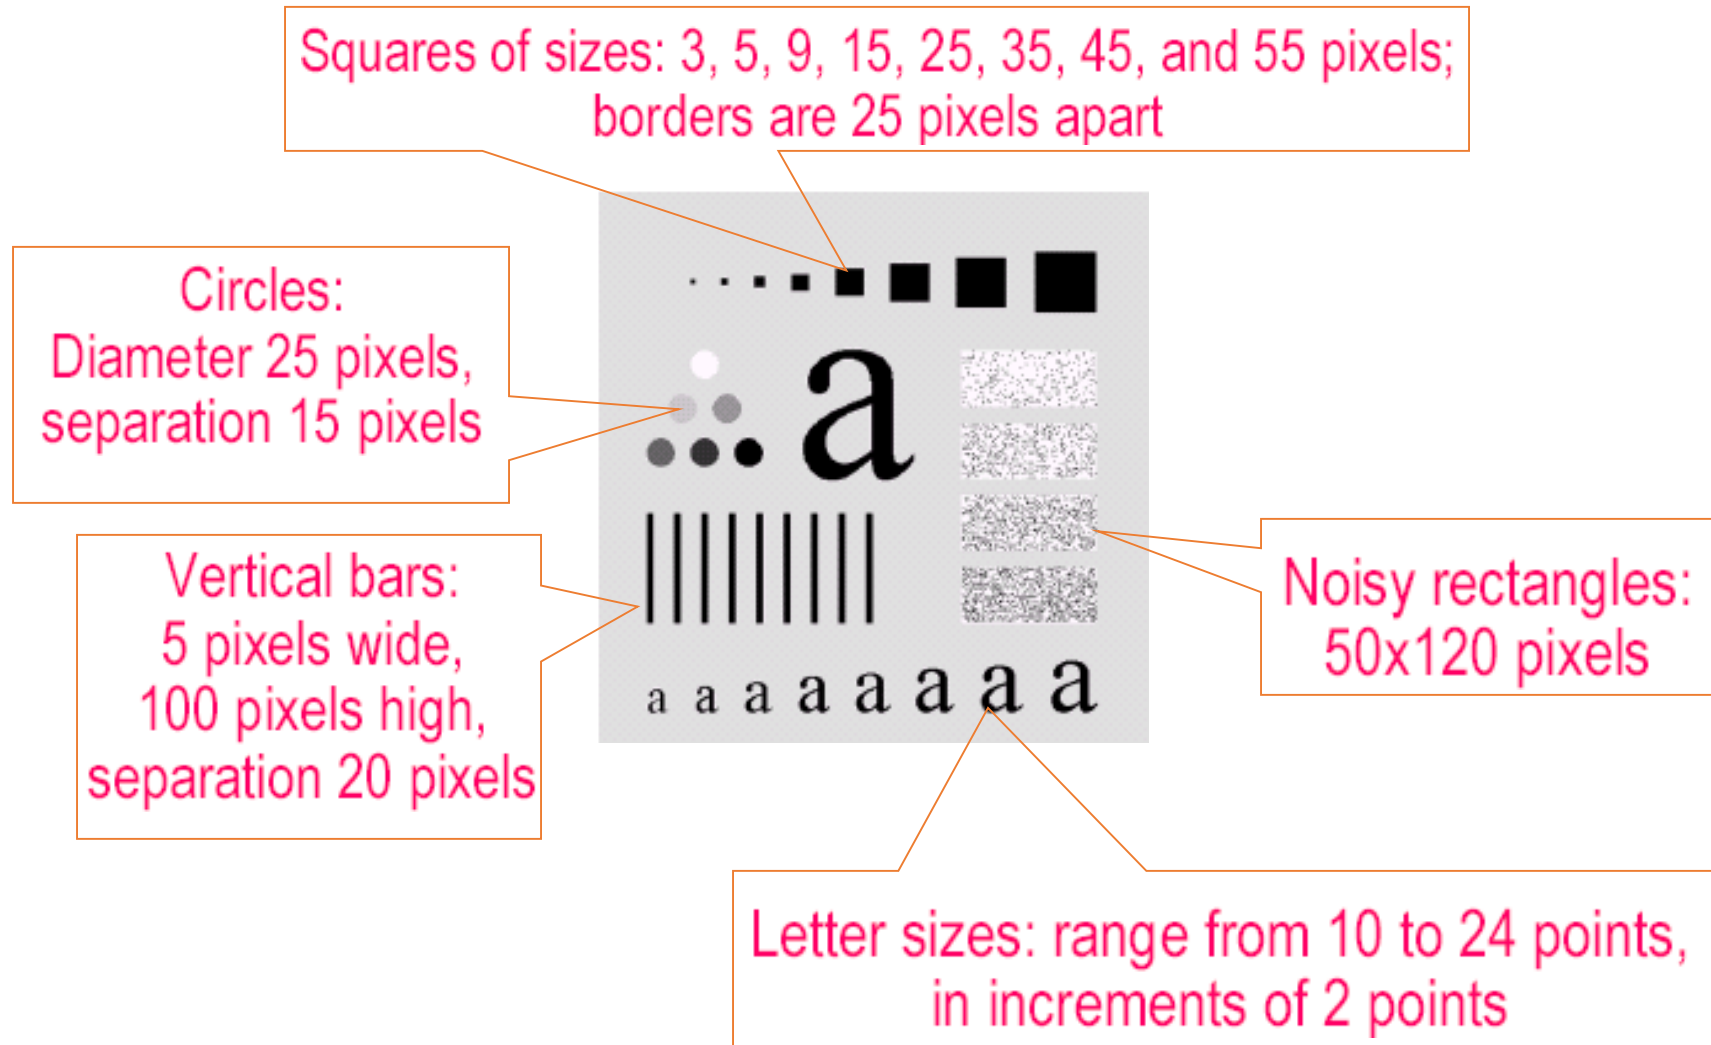 Squares of sizes: 3, 5, 9, 15, 25, 35, 45, and 55 pixels;
borders are 25 pixels apart
Circles:
Diameter 25 pixels,
separation 15 pixels
a
Vertical bars:
5 pixels wide,
100 pixels high,
separation 20 pixels
Noisy rectangles:
50x120 pixels
a a a a a a a a
Letter sizes: range from 10 to 24 points,
in increments of 2 points